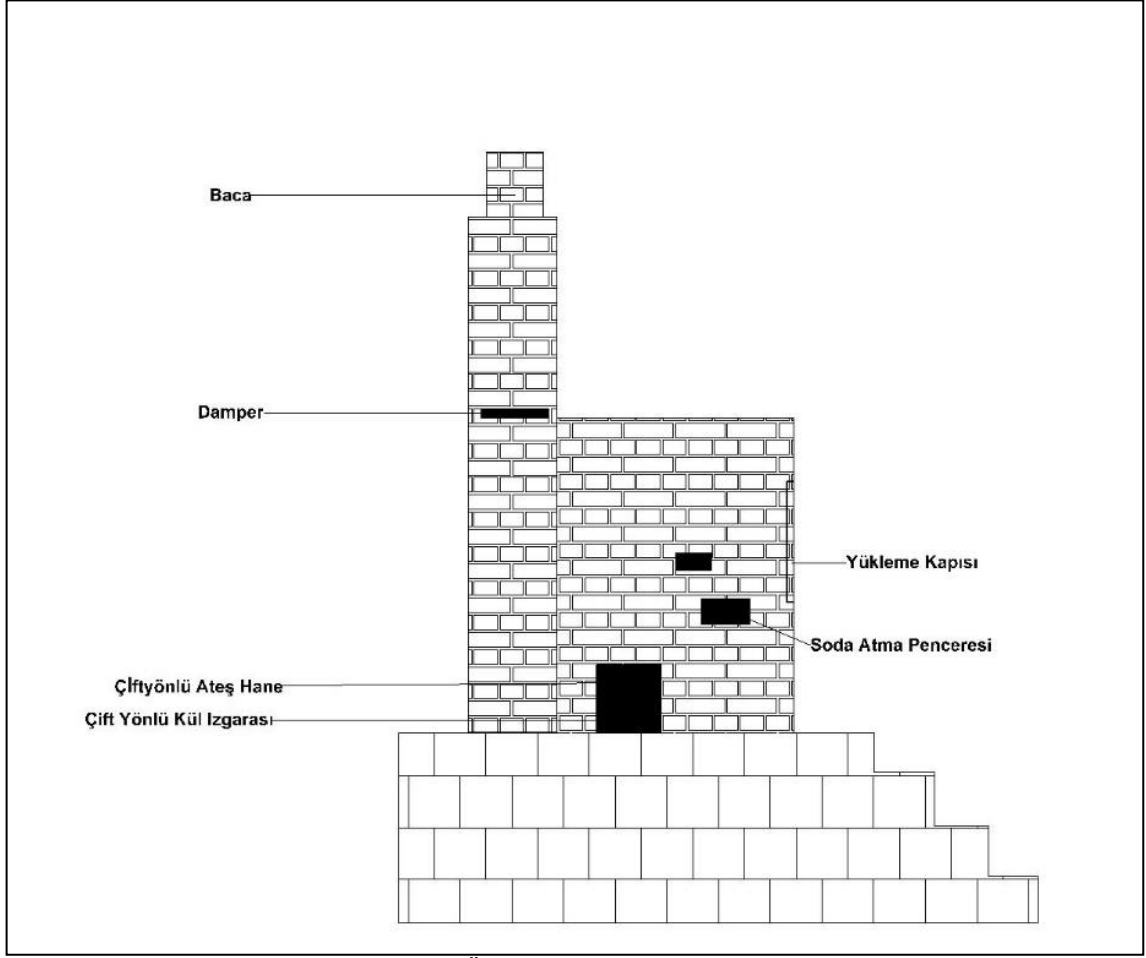 Baca
Damper
Yükleme Kapısı
Soda Atma Penceresi
Çİftyönlü Ateş Hane
Çift Yönlü Kül Izgarası